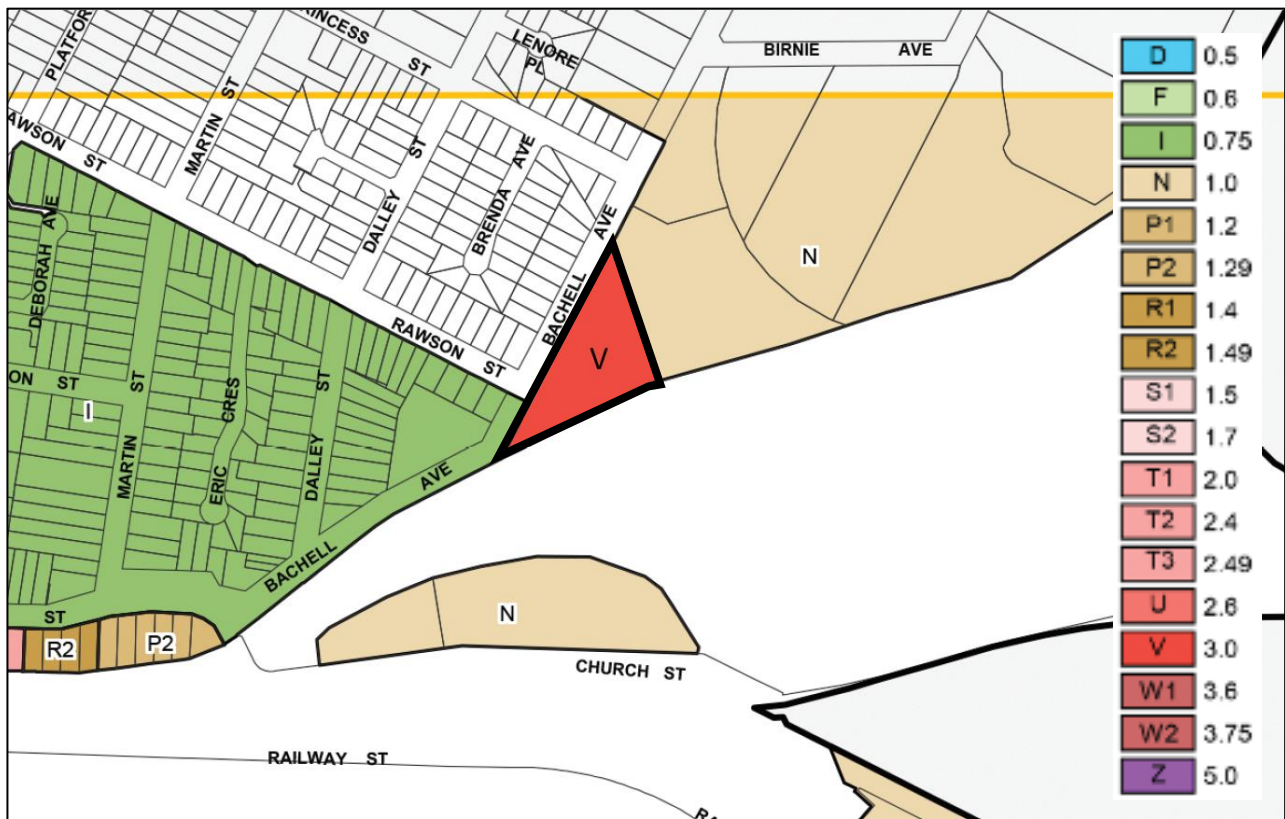 PLATFOR
RINCESS ST
LENORE PL
BIRNIE AVE
AWSON ST
MARTIN ST
DALLEY ST
BRENDA AVE
BACHELL AVE
RAWSON ST
DEBORAH AVE
ON ST
I
MARTIN ST
ERIC CRES
DALLEY ST
BACHELL AVE
V
N
ST
R2
P2
N
CHURCH ST
RAILWAY ST
RA
D 0.5
F 0.6
I 0.75
N 1.0
P1 1.2
P2 1.29
R1 1.4
R2 1.49
S1 1.5
S2 1.7
T1 2.0
T2 2.4
T3 2.49
U 2.6
V 3.0
W1 3.6
W2 3.75
Z 5.0